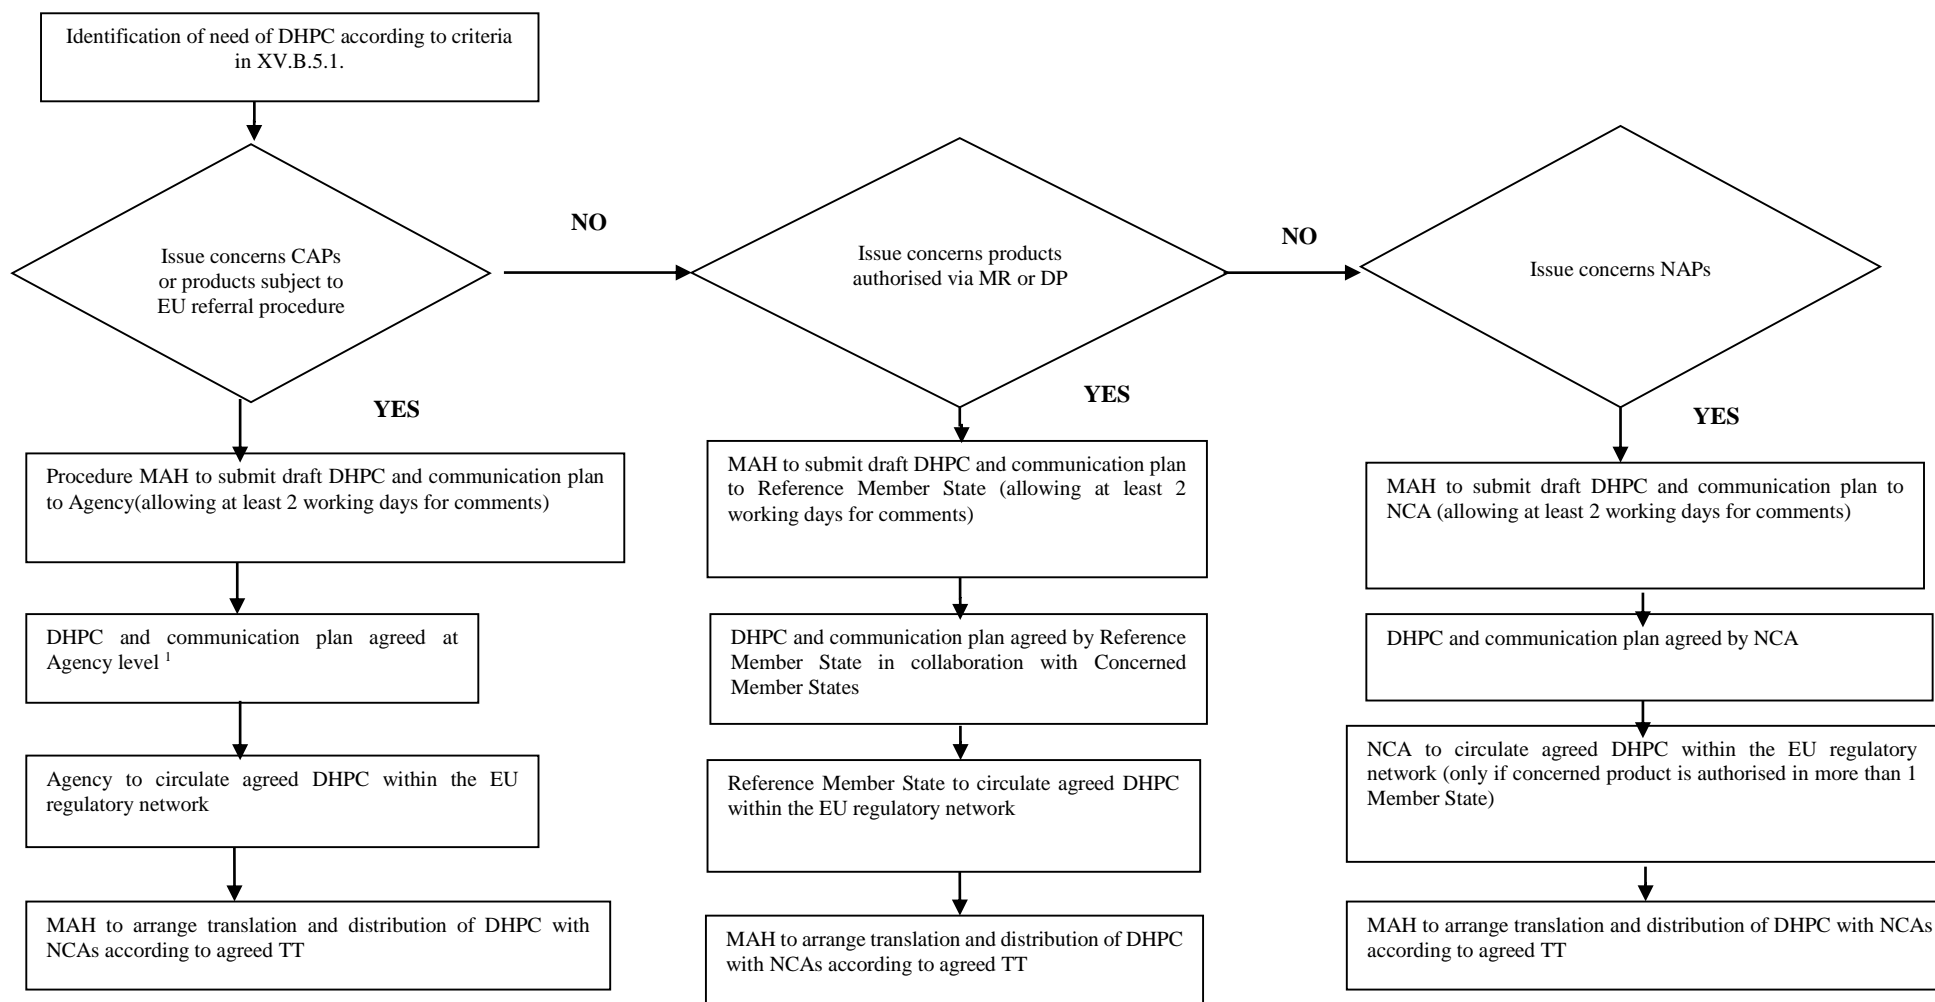 Identification of need of DHPC according to criteria
in XV.B.5.1.
Issue concerns CAPs
or products subject to
EU referral procedure
NO
Issue concerns products
authorised via MR or DP
NO
Issue concerns NAPs
YES
YES
YES
Procedure MAH to submit draft DHPC and communication plan
to Agency(allowing at least 2 working days for comments)
DHPC and communication plan agreed at
Agency level 1
Agency to circulate agreed DHPC within the EU
regulatory network
MAH to arrange translation and distribution of DHPC with
NCAs according to agreed TT
MAH to submit draft DHPC and communication plan
to Reference Member State (allowing at least 2
working days for comments)
DHPC and communication plan agreed by Reference
Member State in collaboration with Concerned
Member States
Reference Member State to circulate agreed DHPC
within the EU regulatory network
MAH to arrange translation and distribution of DHPC
with NCAs according to agreed TT
MAH to submit draft DHPC and communication plan to
NCA (allowing at least 2 working days for comments)
DHPC and communication plan agreed by NCA
NCA to circulate agreed DHPC within the EU regulatory
network (only if concerned product is authorised in more than 1
Member State)
MAH to arrange translation and distribution of DHPC with NCAs
according to agreed TT